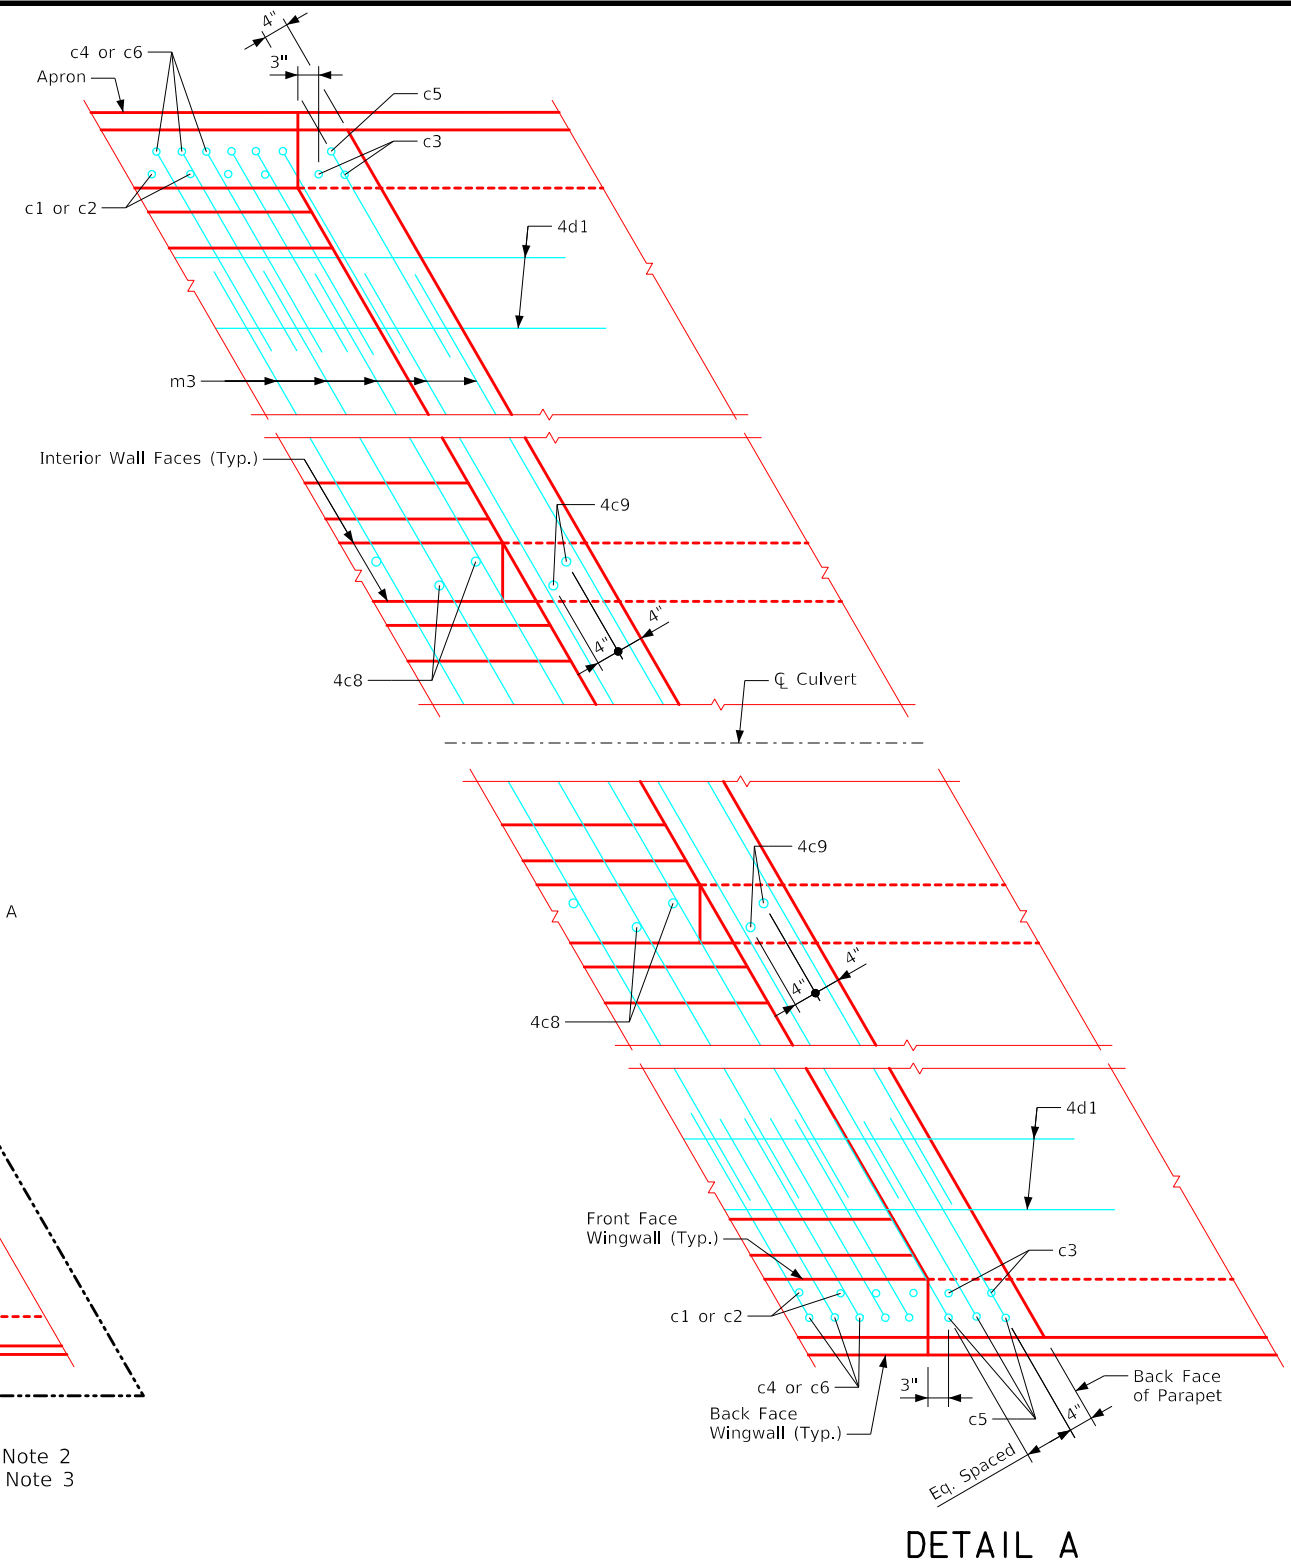 4"
c4 or c6
3"
Apron
c5
c3
c1 or c2
4d1
m3
Interior Wall Faces (Typ.)
4c9
4"
4"
4c8
℄ Culvert
4c9
A
4"
4"
4c8
4d1
Front Face
Wingwall (Typ.)
c3
c1 or c2
c4 or c6
3"
Back Face
of Parapet
Back Face
Wingwall (Typ.)
c5
4"
Note 2
Note 3
Eq. Spaced
DETAIL A